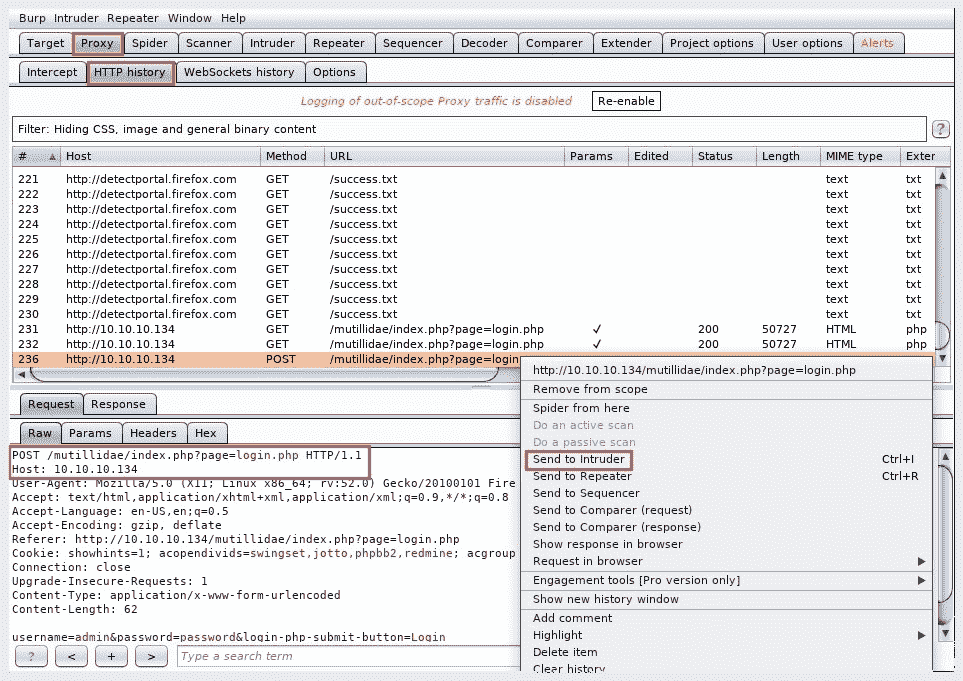 Burp Intruder Repeater Window Help
Target Proxy Spider Scanner Intruder Repeater Sequencer Decoder Comparer Extender Project options User options Alerts
Intercept HTTP history WebSockets history Options
Logging of out-of-scope Proxy traffic is disabled Re-enable
Filter: Hiding CSS, image and general binary content ?
# Host Method URL Params Edited Status Length MIME type Exter
221 http://detectportal.firefox.com GET /success.txt text txt
222 http://detectportal.firefox.com GET /success.txt text txt
223 http://detectportal.firefox.com GET /success.txt text txt
224 http://detectportal.firefox.com GET /success.txt text txt
225 http://detectportal.firefox.com GET /success.txt text txt
226 http://detectportal.firefox.com GET /success.txt text txt
227 http://detectportal.firefox.com GET /success.txt text txt
228 http://detectportal.firefox.com GET /success.txt text txt
229 http://detectportal.firefox.com GET /success.txt text txt
230 http://detectportal.firefox.com GET /success.txt text txt
231 http://10.10.10.134 GET /mutillidae/index.php?page=login.php ✓ 200 50727 HTML php
232 http://10.10.10.134 GET /mutillidae/index.php?page=login.php ✓ 200 50727 HTML php
236 http://10.10.10.134 POST /mutillidae/index.php?page=login
http://10.10.10.134/mutillidae/index.php?page=login.php
Remove from scope
Spider from here
Do an active scan
Do a passive scan
Send to Intruder Ctrl+I
Send to Repeater Ctrl+R
Send to Sequencer
Send to Comparer (request)
Send to Comparer (response)
Show response in browser
Request in browser
Engagement tools [Pro version only]
Show new history window
Add comment
Highlight
Delete item
Clear history
Request Response
Raw Params Headers Hex
POST /mutillidae/index.php?page=login.php HTTP/1.1
Host: 10.10.10.134
User-Agent: Mozilla/5.0 (X11; Linux x86_64; rv:52.0) Gecko/20100101 Fire
Accept: text/html,application/xhtml+xml,application/xml;q=0.9,*/*;q=0.8
Accept-Language: en-US,en;q=0.5
Accept-Encoding: gzip, deflate
Referer: http://10.10.10.134/mutillidae/index.php?page=login.php
Cookie: showhints=1; acopendivids=swingset,jotto,phpbb2,redmine; acgroup
Connection: close
Upgrade-Insecure-Requests: 1
Content-Type: application/x-www-form-urlencoded
Content-Length: 62
username=admin&password=password&login-php-submit-button=Login
? < + > Type a search term